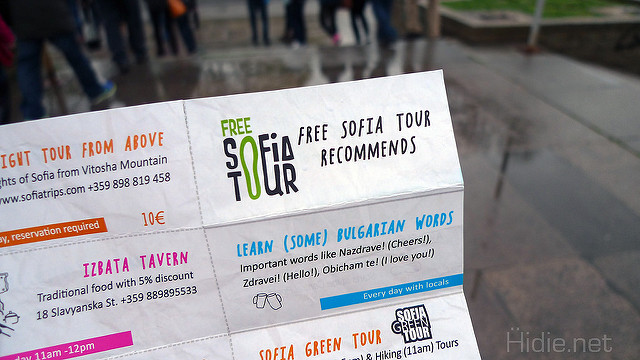 FREE
SOFIA
TOUR
FREE SOFIA TOUR
RECOMMENDS
IGHT TOUR FROM ABOVE
hts of Sofia from Vitosha Mountain
www.sofiatrips.com +359 898 819 458
10€
ay, reservation required
IZBATA TAVERN
Traditional food with 5% discount
18 Slavyanska St. +359 889895533
day 11am -12pm
LEARN (SOME) BULGARIAN WORDS
Important words like Nazdrave! (Cheers!),
Zdravei! (Hello!), Obicham te! (I love you!)
Every day with locals
SOFIA GREEN TOUR
SOFIA
GREEN
TOUR
& Hiking (11am) Tours
Hidie.net